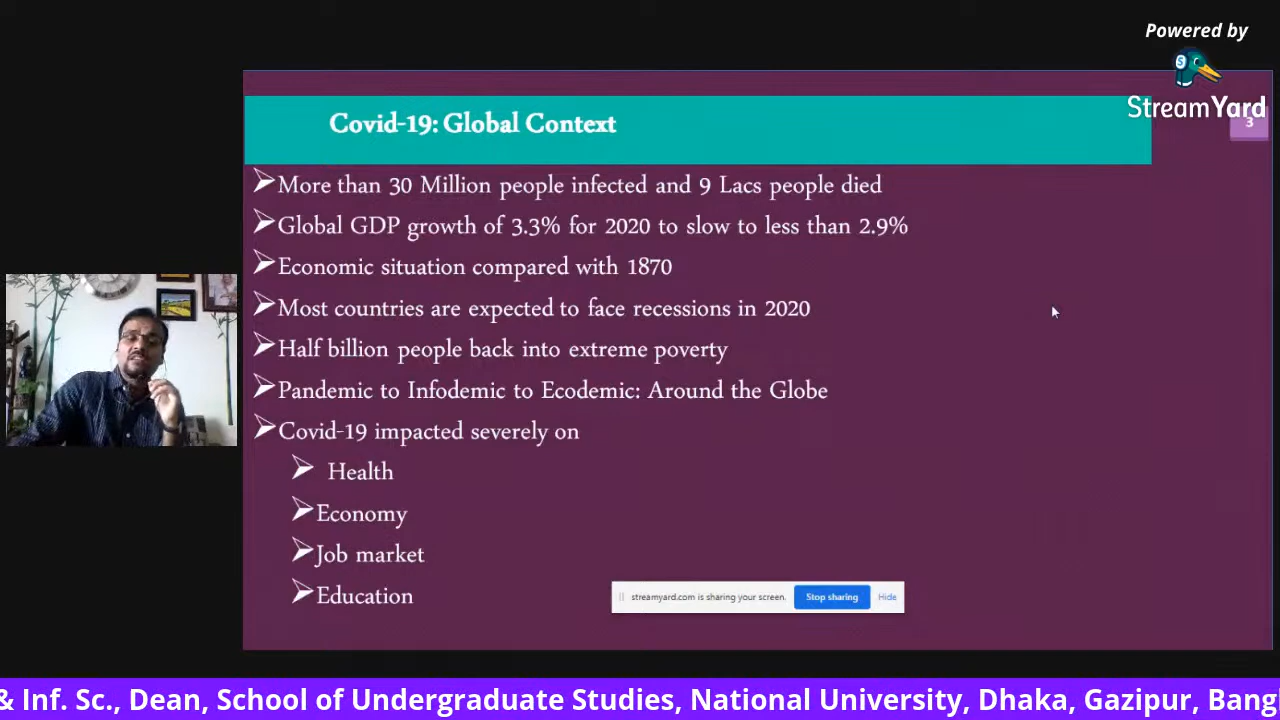 Powered by
StreamYard
Covid-19: Global Context
3
More than 30 Million people infected and 9 Lacs people died
Global GDP growth of 3.3% for 2020 to slow to less than 2.9%
Economic situation compared with 1870
Most countries are expected to face recessions in 2020
Half billion people back into extreme poverty
Pandemic to Infodemic to Ecodemic: Around the Globe
Covid-19 impacted severely on
Health
Economy
Job market
Education
streamyard.com is sharing your screen. Stop sharing Hide
& Inf. Sc., Dean, School of Undergraduate Studies, National University, Dhaka, Gazipur, Bang